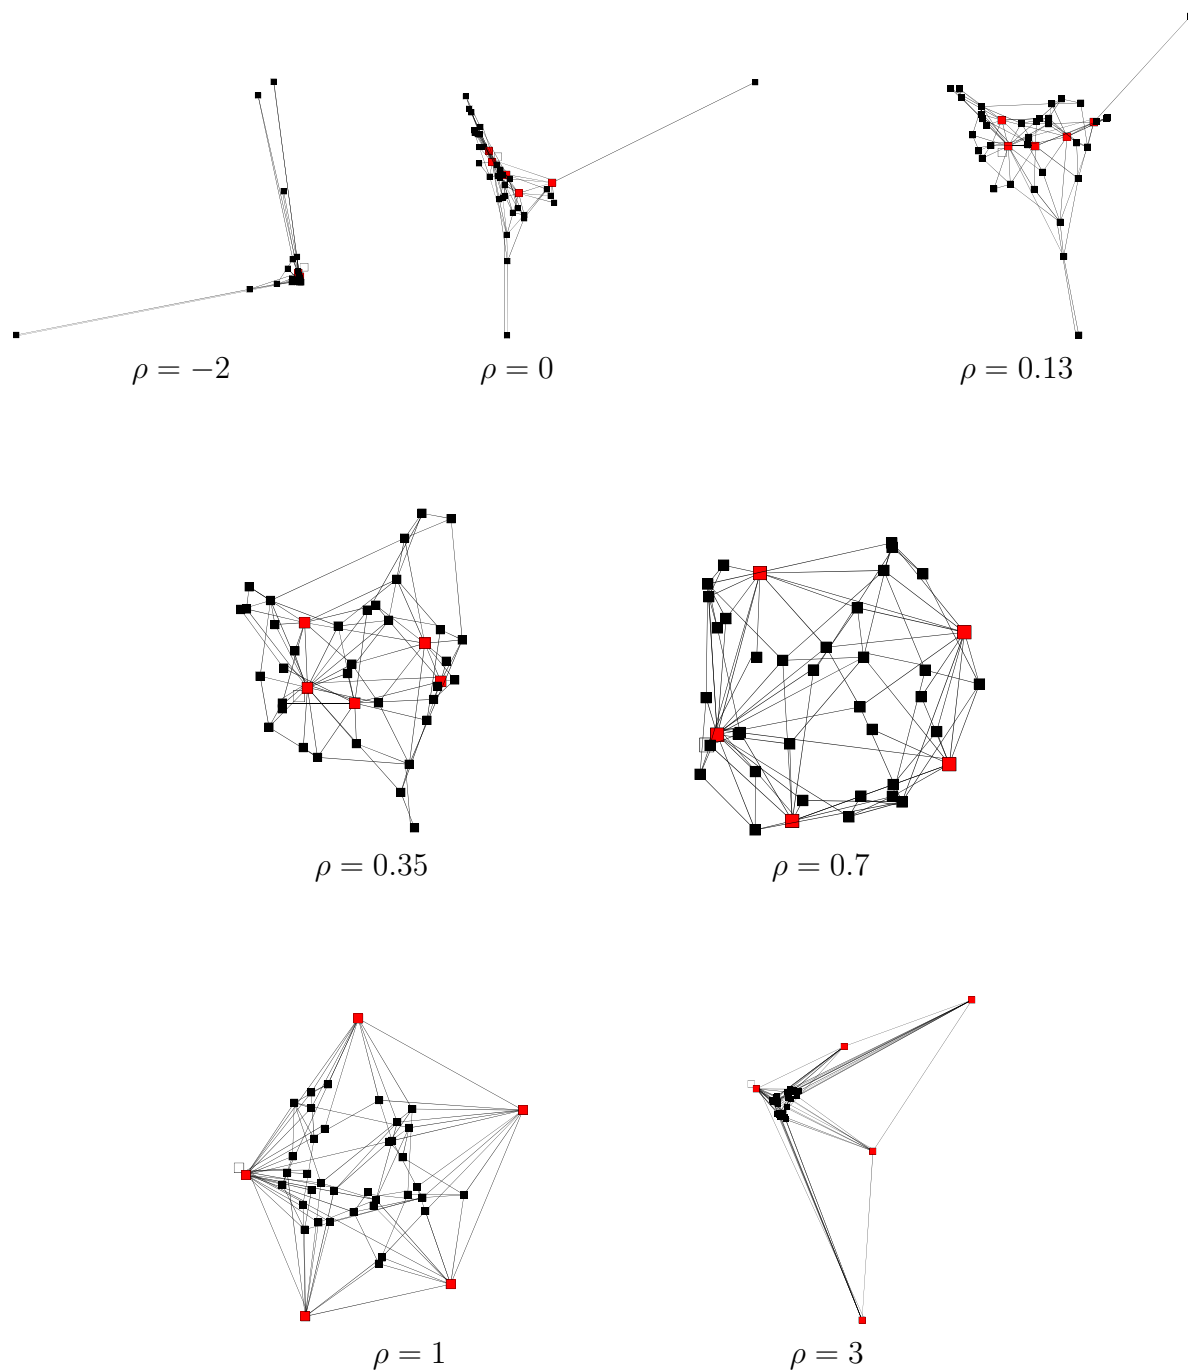 ρ = −2
ρ = 0
ρ = 0.13
ρ = 0.35
ρ = 0.7
ρ = 1
ρ = 3